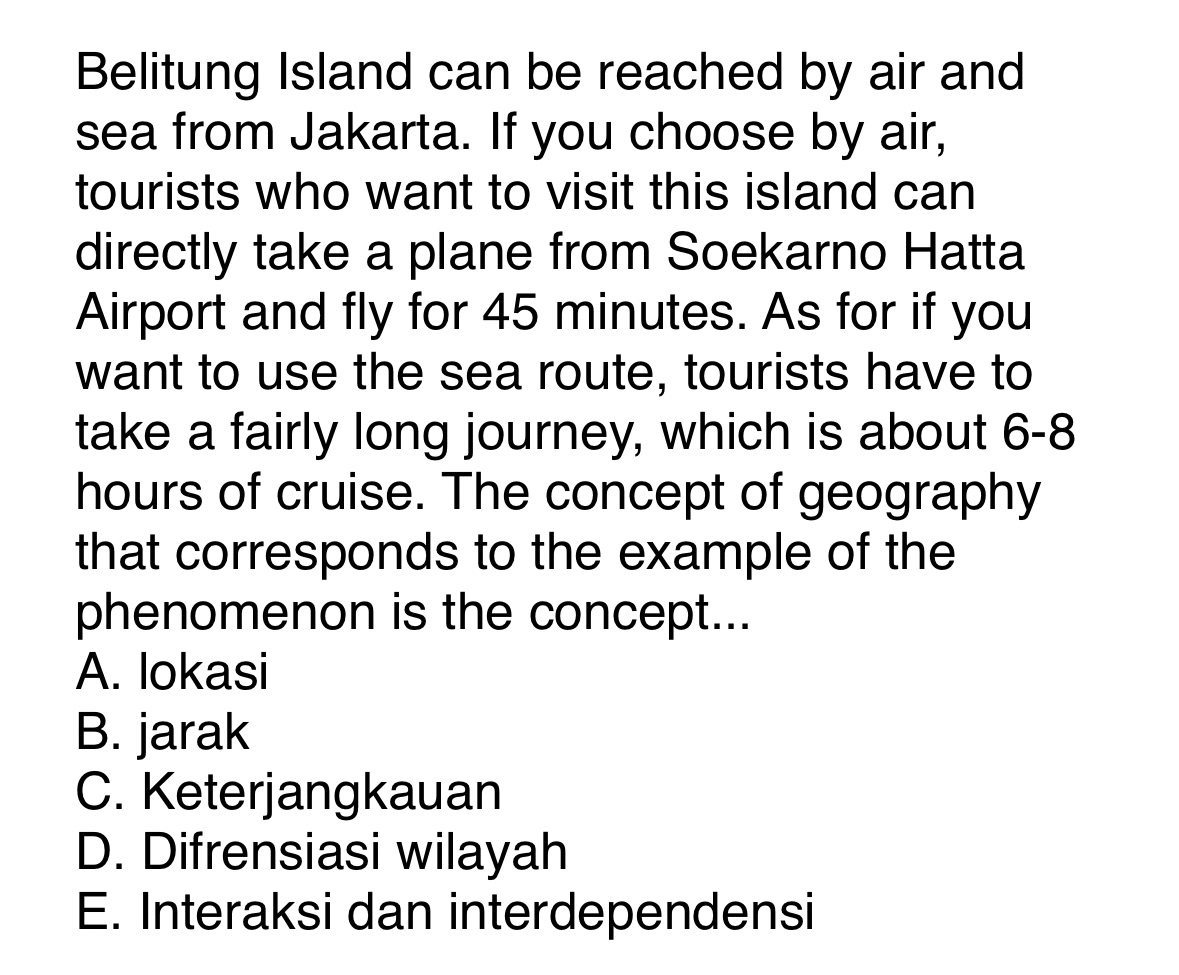 Belitung Island can be reached by air and
sea from Jakarta. If you choose by air,
tourists who want to visit this island can
directly take a plane from Soekarno Hatta
Airport and fly for 45 minutes. As for if you
want to use the sea route, tourists have to
take a fairly long journey, which is about 6-8
hours of cruise. The concept of geography
that corresponds to the example of the
phenomenon is the concept...
A. lokasi
B. jarak
C. Keterjangkauan
D. Difrensiasi wilayah
E. Interaksi dan interdependensi